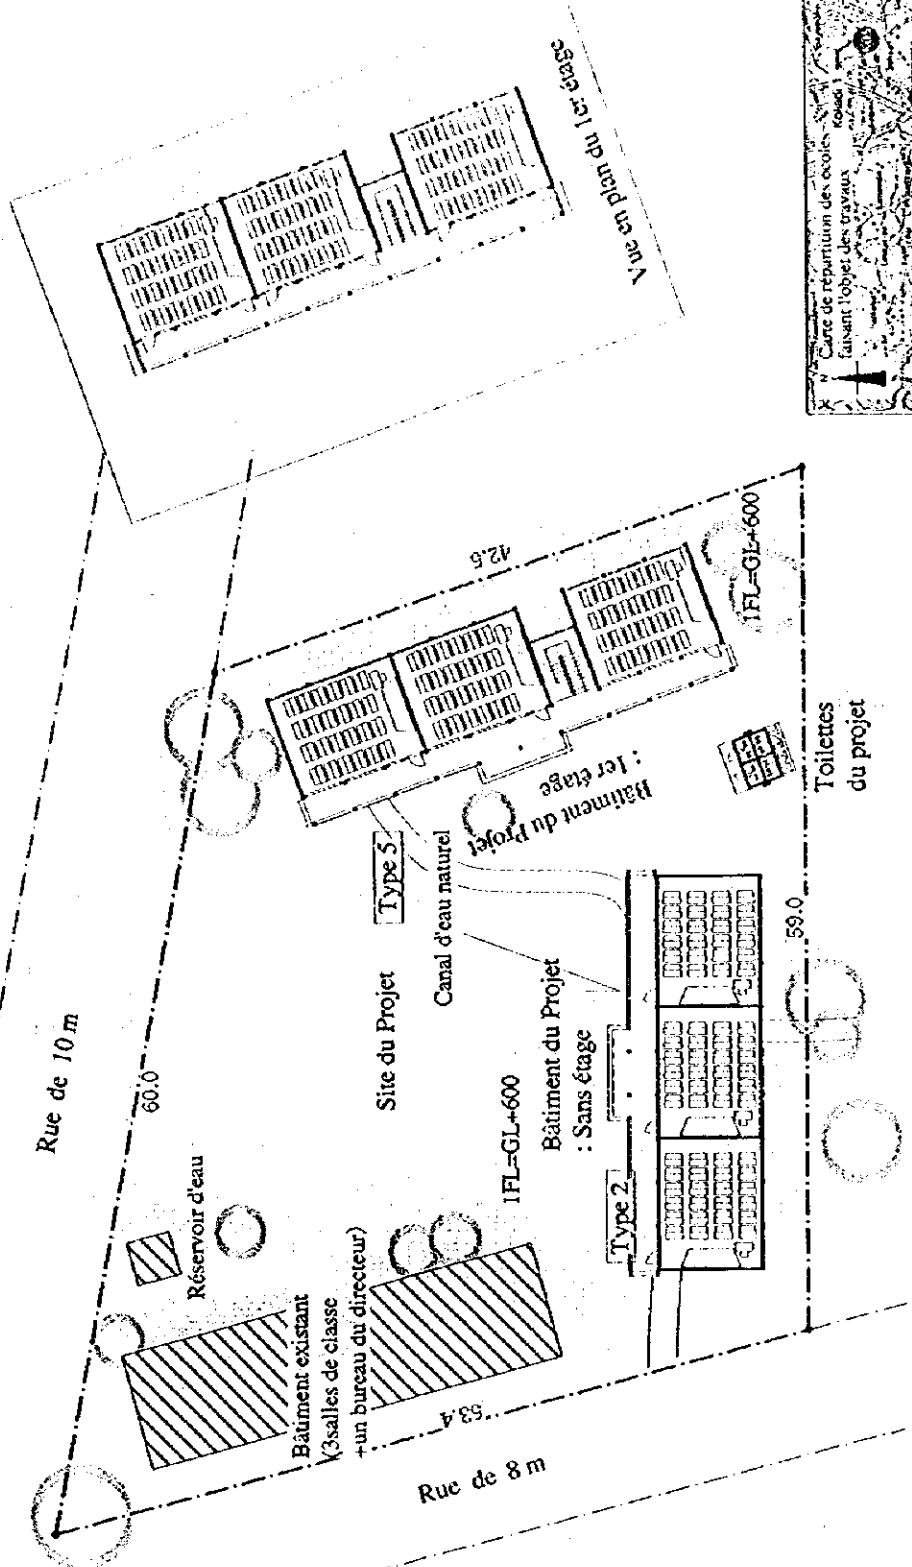 Rue de 10 m
60.0
Réservoir d'eau
Bâtiment existant
(3salles de classe
+un bureau du directeur)
53.4
Rue de 8 m
Site du Projet
Type 5
Canal d'eau naturel
1FL=GL+600
Bâtiment du Projet
: Sans étage
Type 2
Bâtiment du Projet
: 1er étage
42.5
1FL=GL+600
Toilettes
du projet
59.0
Vue en plan du 1er étage
N
Carte de répartition des écoles
faisant l'objet des travaux